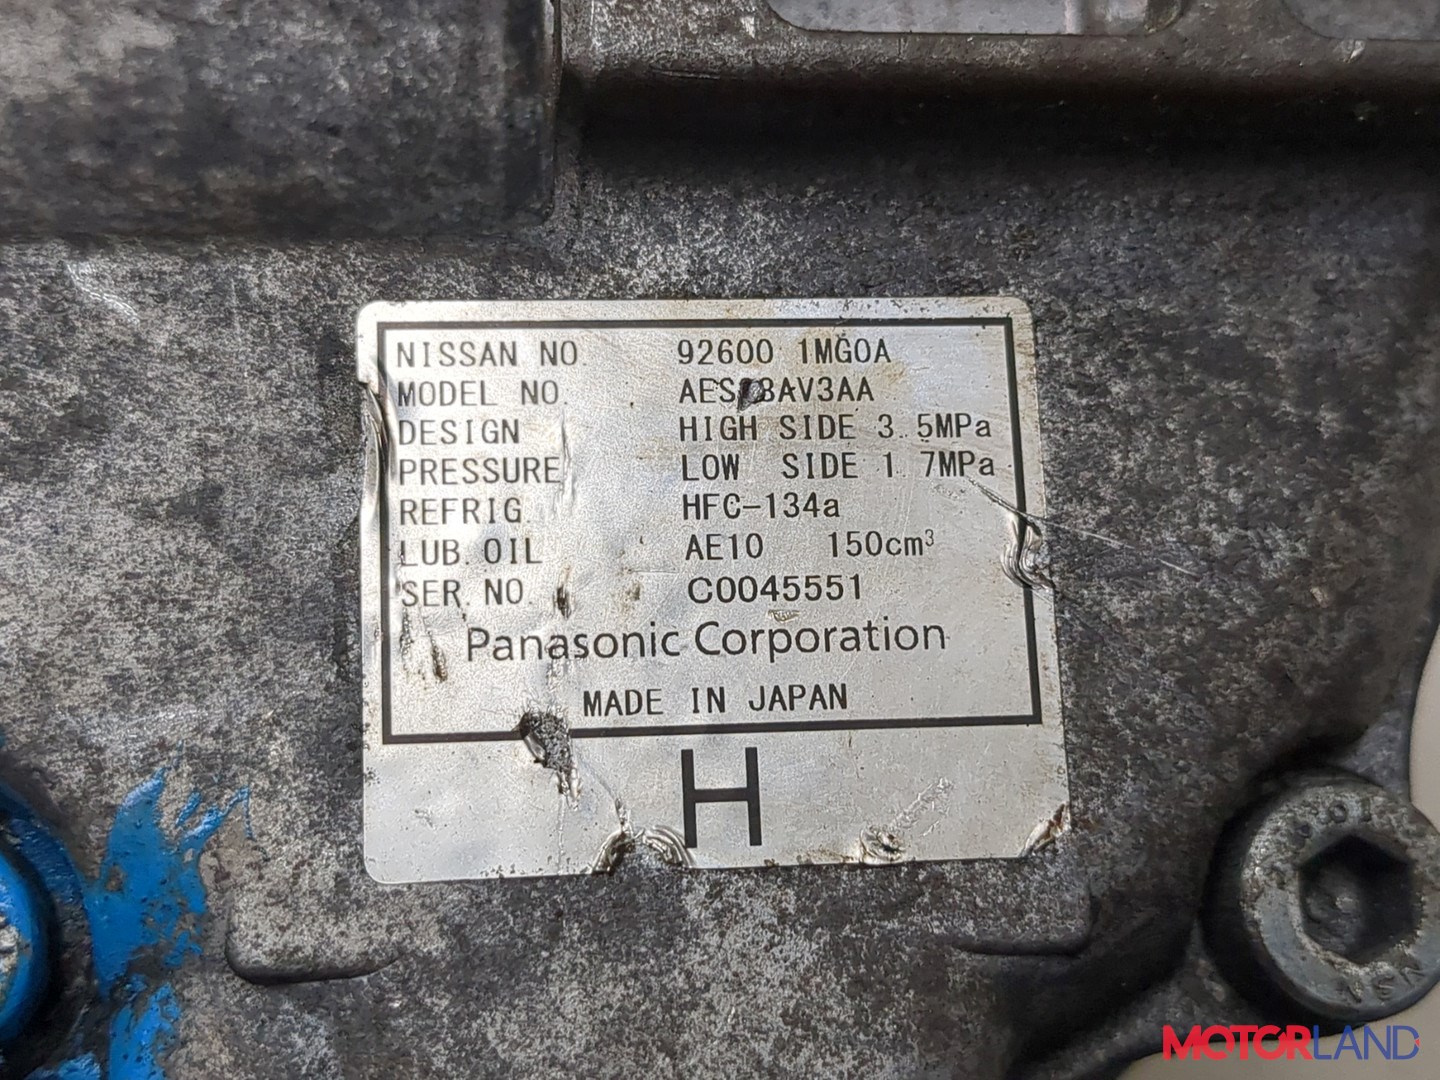 NISSAN NO. 92600 1MG0A
MODEL NO.
DESIGN HIGH SIDE 3.5MPa
PRESSURE LOW SIDE 1.7MPa
REFRIG. HFC-134a
LUB.OIL AE10 150cm³
SER.NO. C0045551
Panasonic Corporation
MADE IN JAPAN
H
MOTORLAND